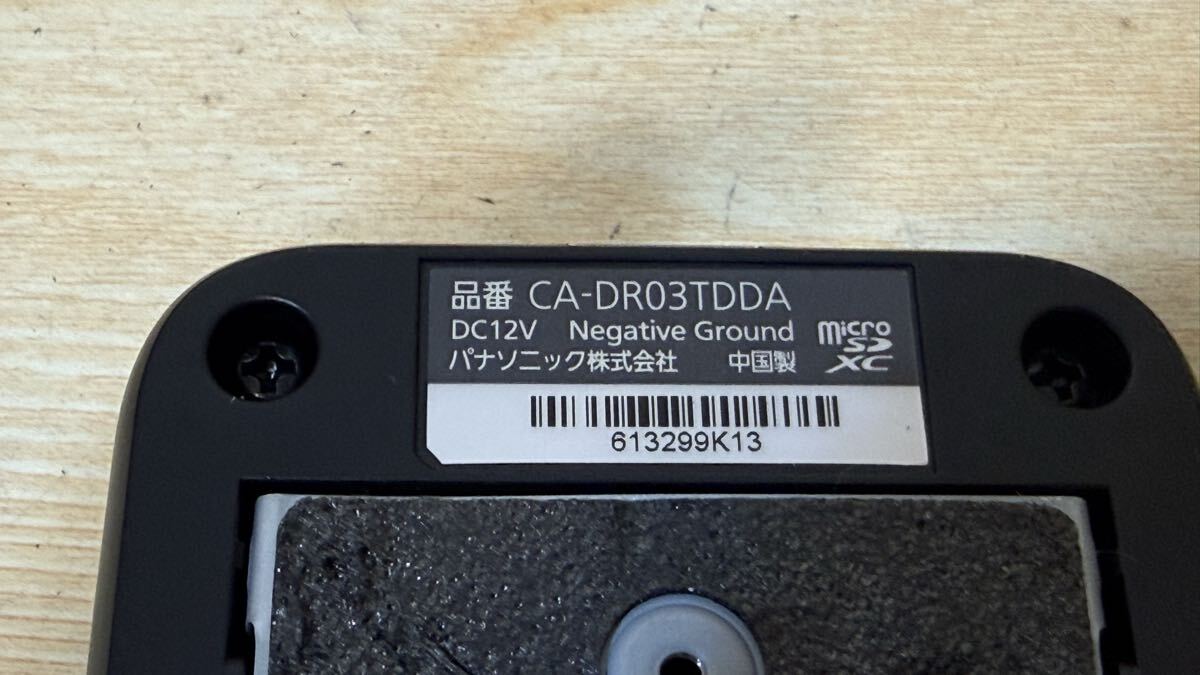 品番 CA-DR03TDDA
DC12V Negative Ground
micro SD XC
パナソニック株式会社 中国製
613299K13